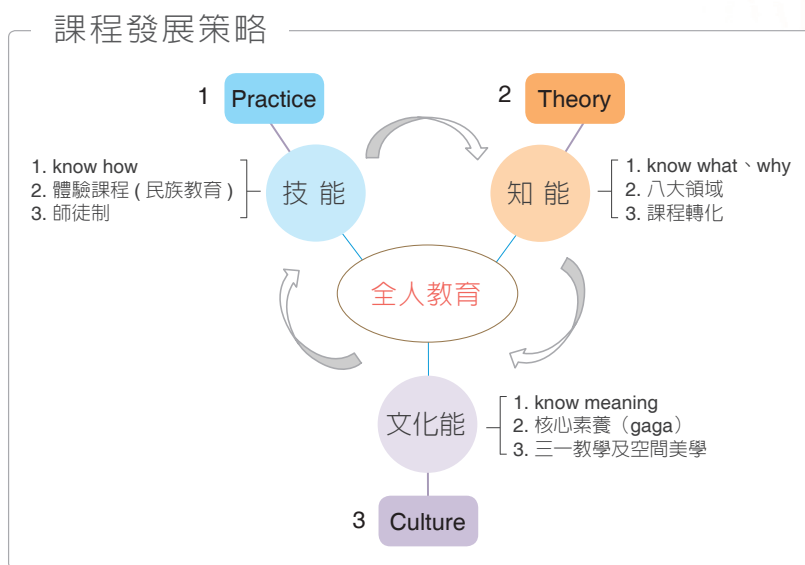 課程發展策略
1 Practice
2 Theory
1. know how
2. 體驗課程 ( 民族教育 )
3. 師徒制
技 能
知 能
1. know what、why
2. 八大領域
3. 課程轉化
全人教育
文化能
1. know meaning
2. 核心素養（gaga）
3. 三一教學及空間美學
3 Culture